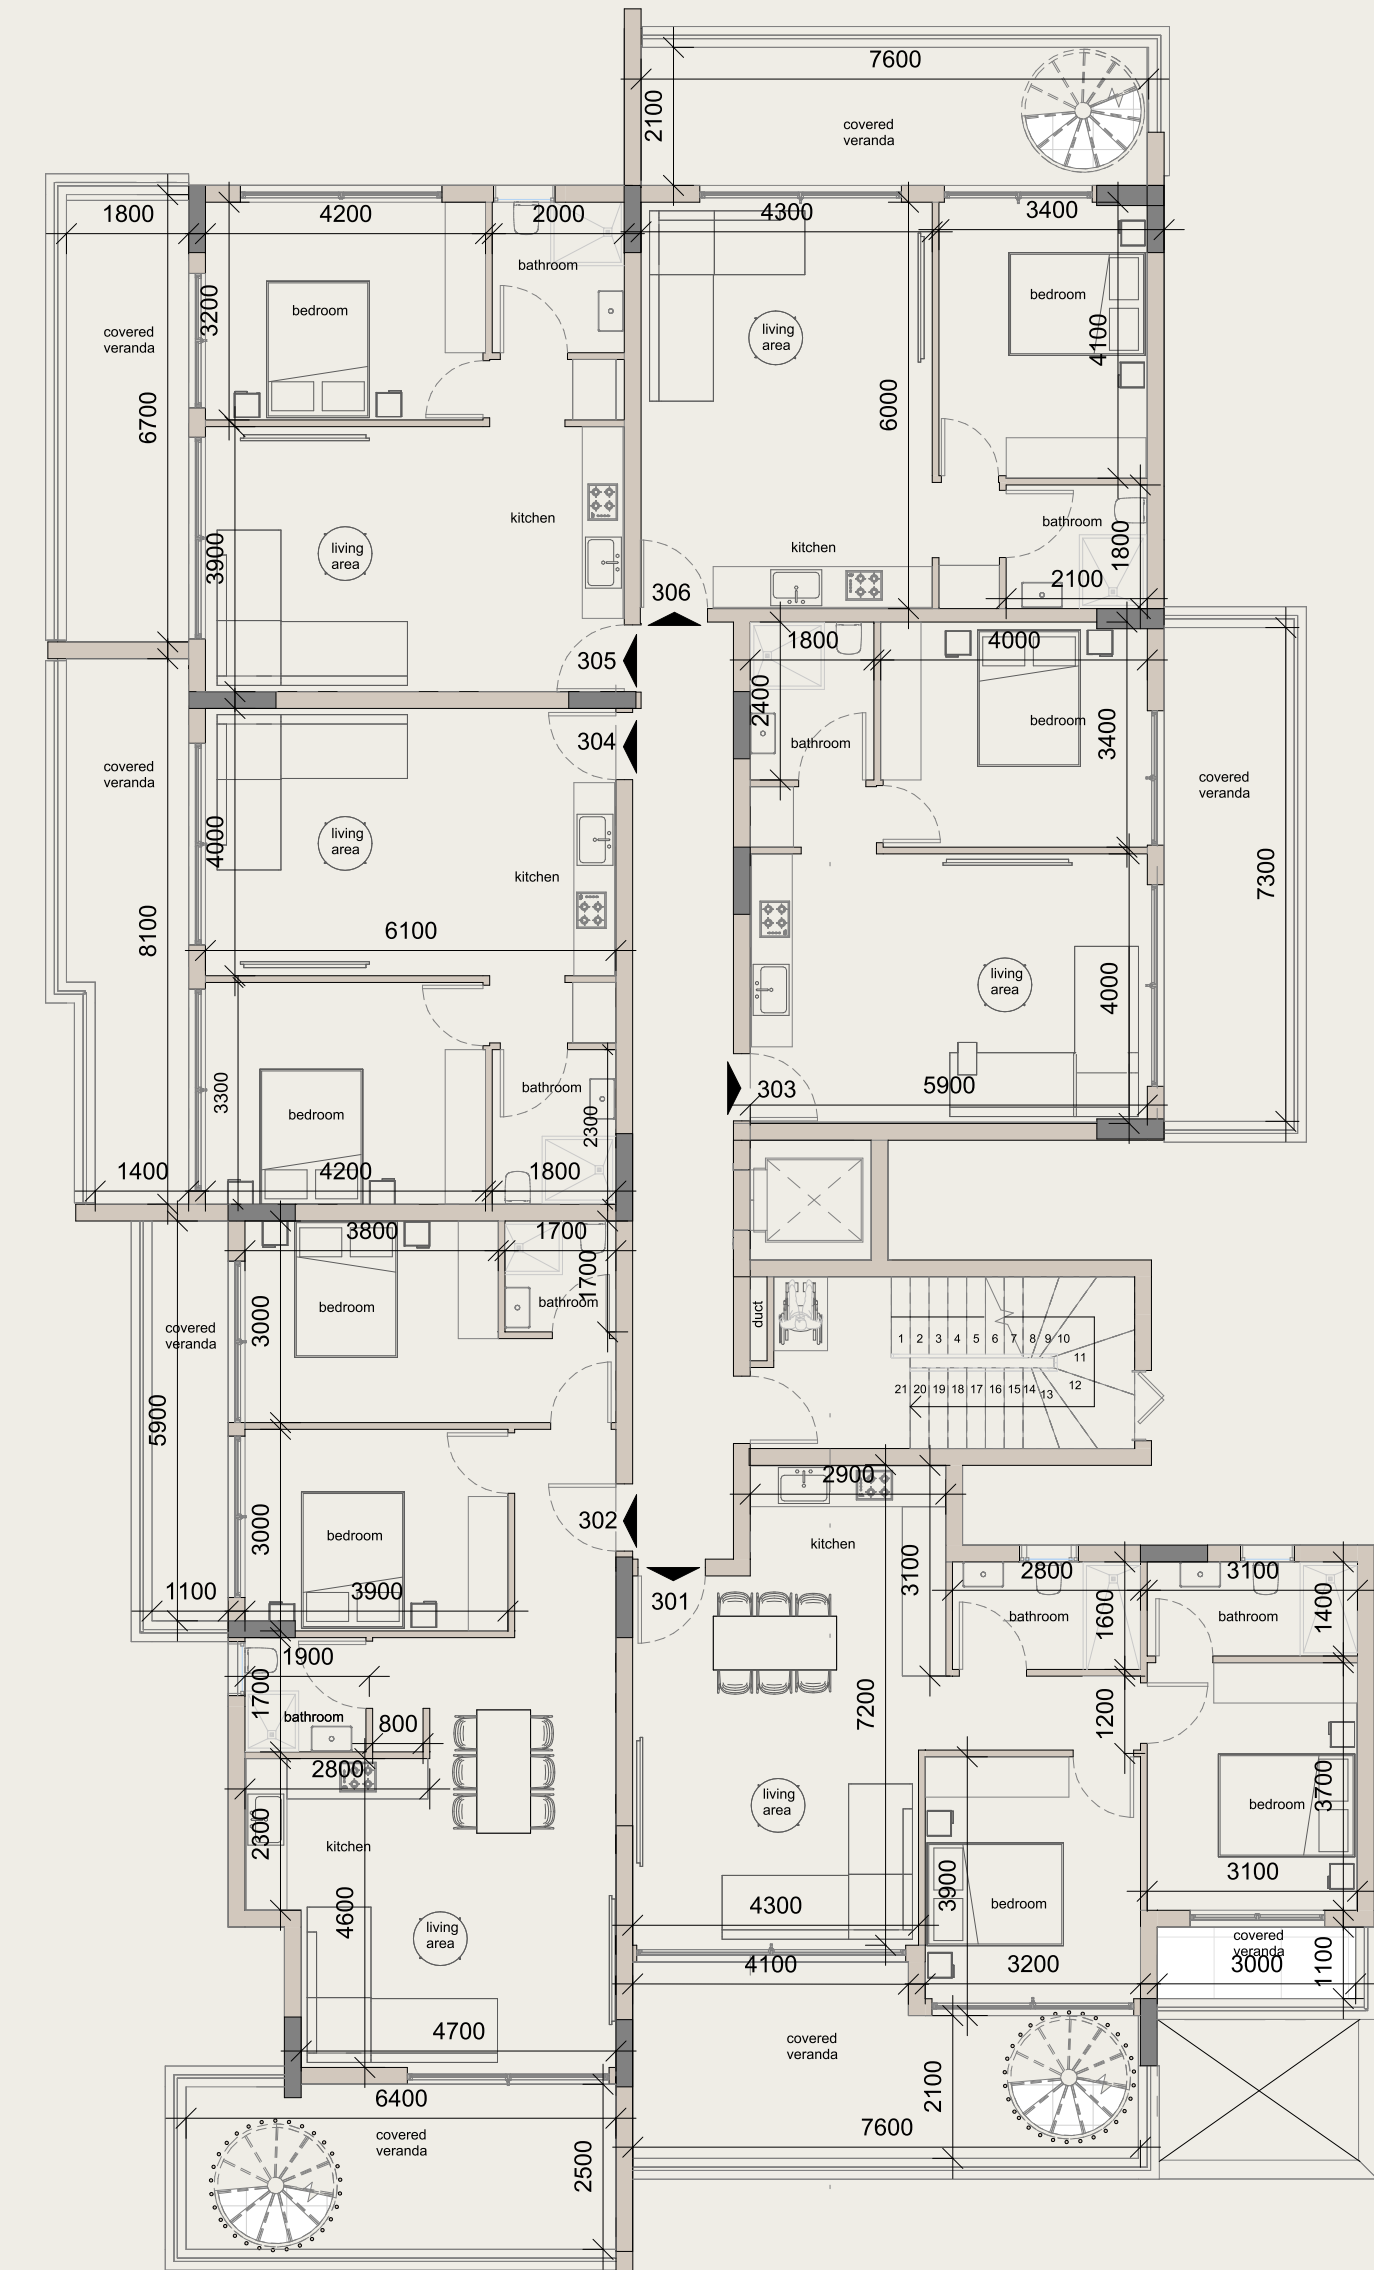 7600
2100
covered
veranda
1800
4200
2000
4300
3400
bathroom
bedroom
3200
covered
veranda
living
area
bedroom
4100
6700
6000
kitchen
bathroom
1800
3900
living
area
kitchen
2100
306
305
1800
4000
2400
304
bathroom
bedroom
3400
covered
veranda
covered
veranda
living
area
4000
kitchen
7300
8100
6100
living
area
4000
3300
bedroom
bathroom
2300
303
5900
1400
4200
1800
3800
1700
1700
bedroom
bathroom
3000
covered
veranda
duct
1 2 3 4 5 6 7 8 9 10
11
12
21 20 19 18 17 16 15 14 13
5900
2900
302
bedroom
3000
kitchen
3100
1100
3900
301
2800
3100
bathroom
1600
bathroom
1400
1900
1700
bathroom
800
7200
1200
2800
living
area
bedroom
3700
2300
kitchen
4600
living
area
4300
3900
bedroom
3100
covered
veranda
3000
1100
4100
3200
4700
covered
veranda
2100
6400
covered
veranda
7600
2500